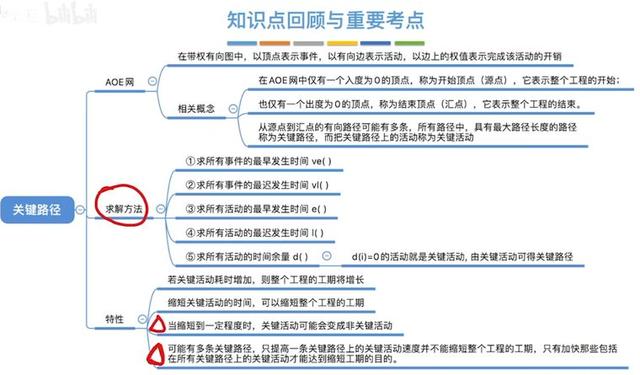 bilibili
知识点回顾与重要考点
在带权有向图中，以顶点表示事件，以有向边表示活动，以边上的权值表示完成该活动的开销
AOE网
在AOE网中仅有一个入度为0的顶点，称为开始顶点（源点），它表示整个工程的开始；
相关概念
也仅有一个出度为0的顶点，称为结束顶点（汇点），它表示整个工程的结束。
从源点到汇点的有向路径可能有多条，所有路径中，具有最大路径长度的路径
称为关键路径，而把关键路径上的活动称为关键活动
关键路径
求解方法
①求所有事件的最早发生时间 ve( )
②求所有事件的最迟发生时间 vl( )
③求所有活动的最早发生时间 e( )
④求所有活动的最迟发生时间 l( )
⑤求所有活动的时间余量 d( )
d(i)=0的活动就是关键活动, 由关键活动可得关键路径
特性
若关键活动耗时增加，则整个工程的工期将增长
缩短关键活动的时间，可以缩短整个工程的工期
当缩短到一定程度时，关键活动可能会变成非关键活动
可能有多条关键路径，只提高一条关键路径上的关键活动速度并不能缩短整个工程的工期，只有加快那些包括
在所有关键路径上的关键活动才能达到缩短工期的目的。